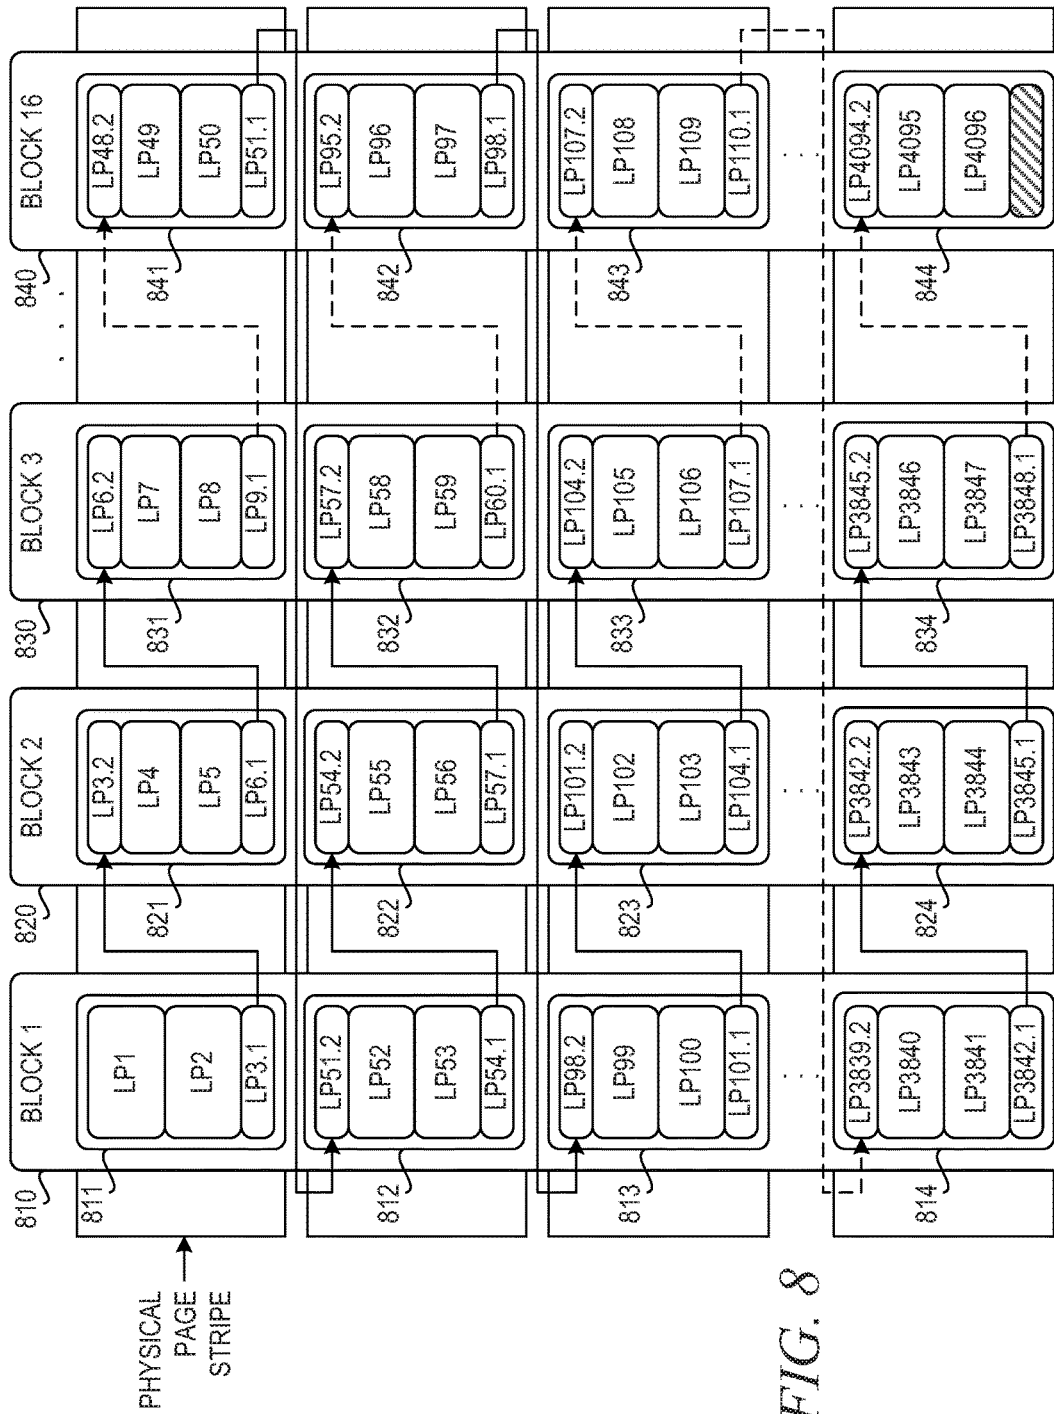 BLOCK 1
BLOCK 2
BLOCK 3
BLOCK 16
810
820
830
. . .
840
PHYSICAL
PAGE
STRIPE
811
LP1
LP2
LP3.1
821
LP3.2
LP4
LP5
LP6.1
831
LP6.2
LP7
LP8
LP9.1
841
LP48.2
LP49
LP50
LP51.1
812
LP51.2
LP52
LP53
LP54.1
822
LP54.2
LP55
LP56
LP57.1
832
LP57.2
LP58
LP59
LP60.1
842
LP95.2
LP96
LP97
LP98.1
813
LP98.2
LP99
LP100
LP101.1
823
LP101.2
LP102
LP103
LP104.1
833
LP104.2
LP105
LP106
LP107.1
843
LP107.2
LP108
LP109
LP110.1
. . .
. . .
. . .
. . .
814
LP3839.2
LP3840
LP3841
LP3842.1
824
LP3842.2
LP3843
LP3844
LP3845.1
834
LP3845.2
LP3846
LP3847
LP3848.1
844
LP4094.2
LP4095
LP4096
FIG. 8